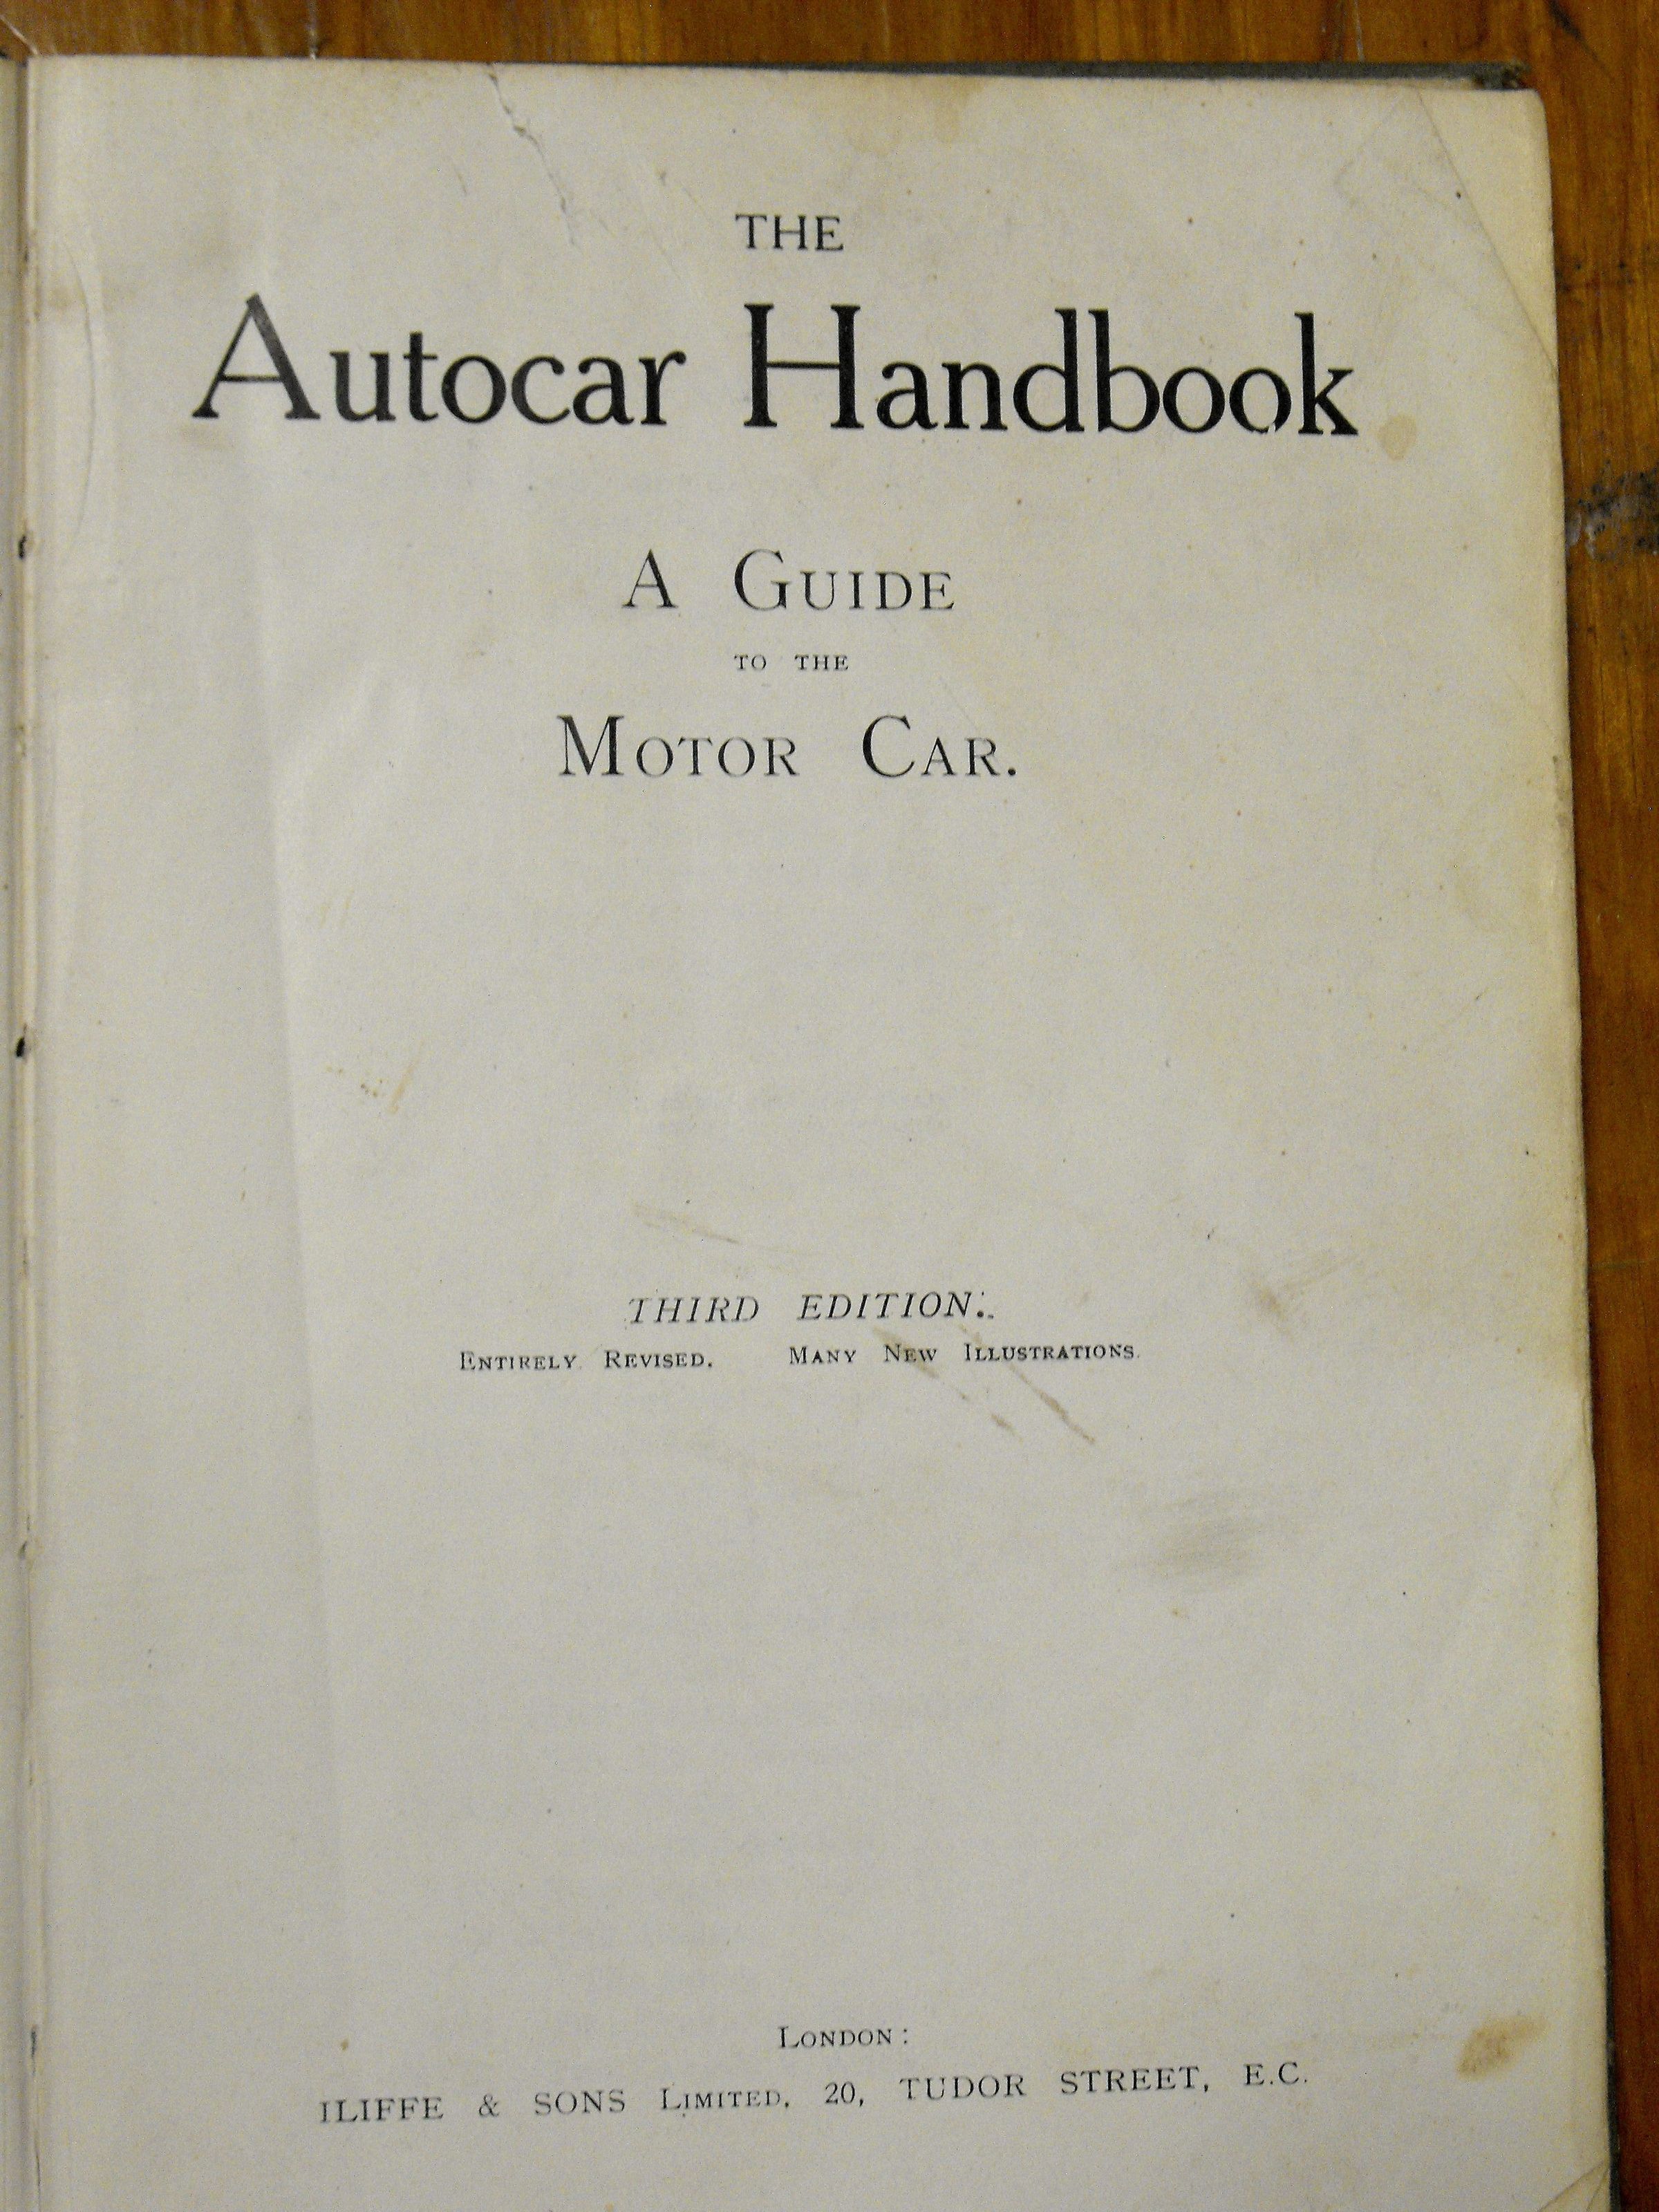 THE
Autocar Handbook
A GUIDE
TO THE
MOTOR CAR.
THIRD EDITION.
ENTIRELY REVISED. MANY NEW ILLUSTRATIONS.
LONDON:
ILIFFE & SONS LIMITED, 20, TUDOR STREET, E.C.